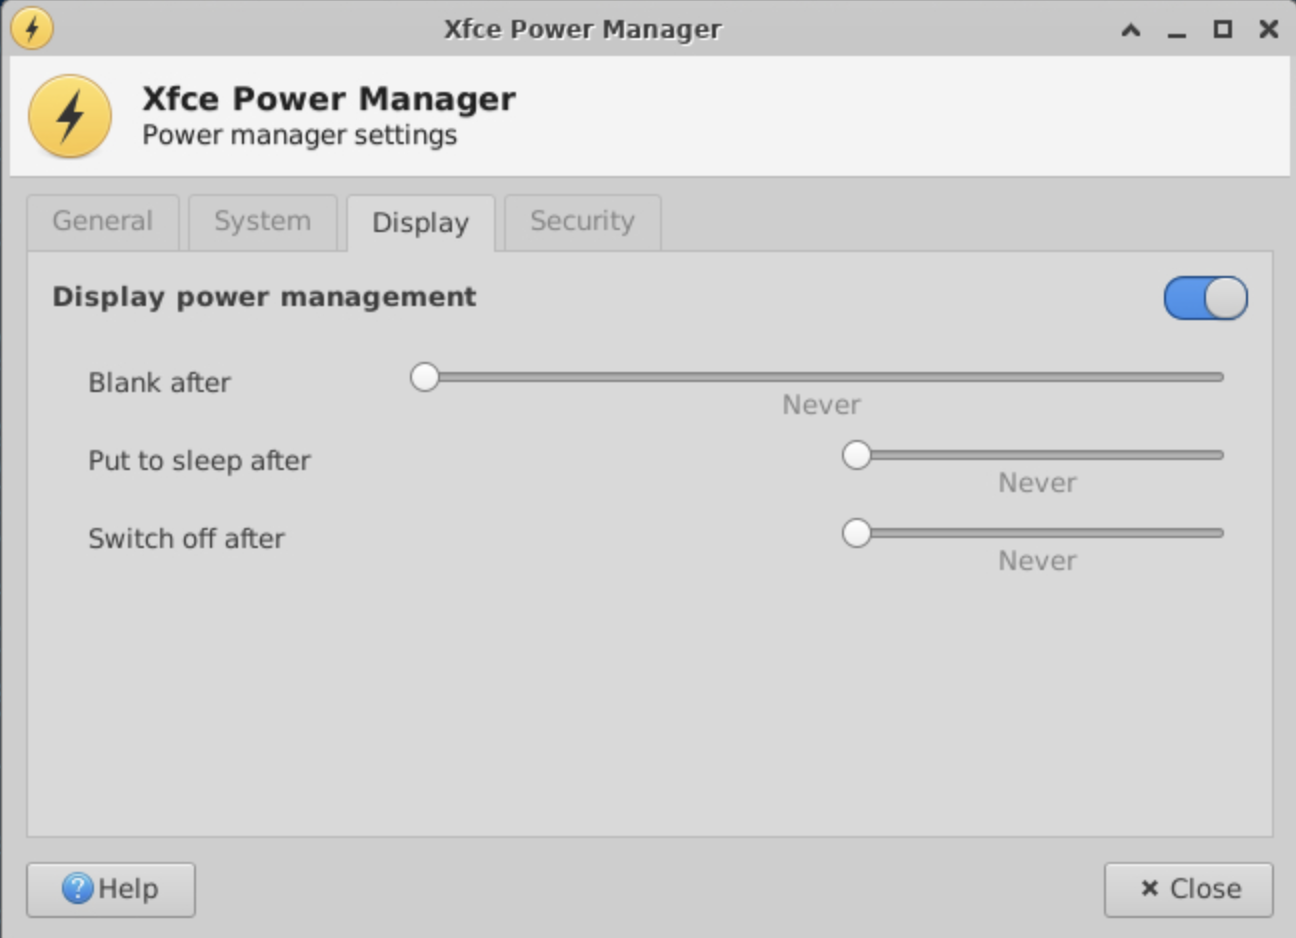 Xfce Power Manager
Xfce Power Manager
Power manager settings
General System Display Security
Display power management
Blank after
Never
Put to sleep after
Never
Switch off after
Never
? Help
Close